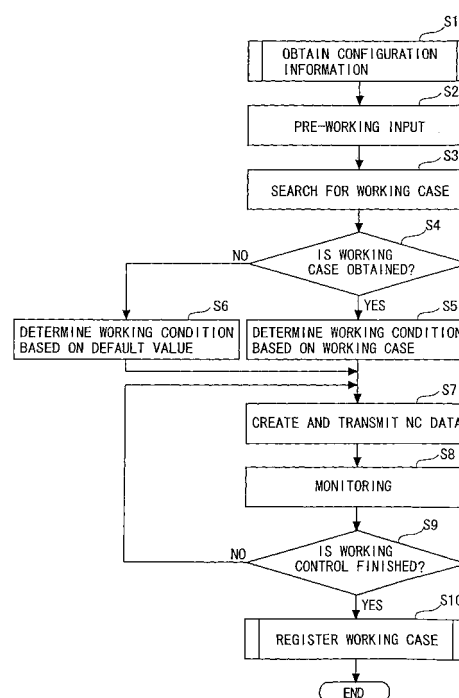 S1
OBTAIN CONFIGURATION
INFORMATION
S2
PRE-WORKING INPUT
S3
SEARCH FOR WORKING CASE
S4
IS WORKING
CASE OBTAINED?
NO
YES
S6
DETERMINE WORKING CONDITION
BASED ON DEFAULT VALUE
S5
DETERMINE WORKING CONDITION
BASED ON WORKING CASE
S7
CREATE AND TRANSMIT NC DATA
S8
MONITORING
S9
IS WORKING
CONTROL FINISHED?
NO
YES
S10
REGISTER WORKING CASE
END